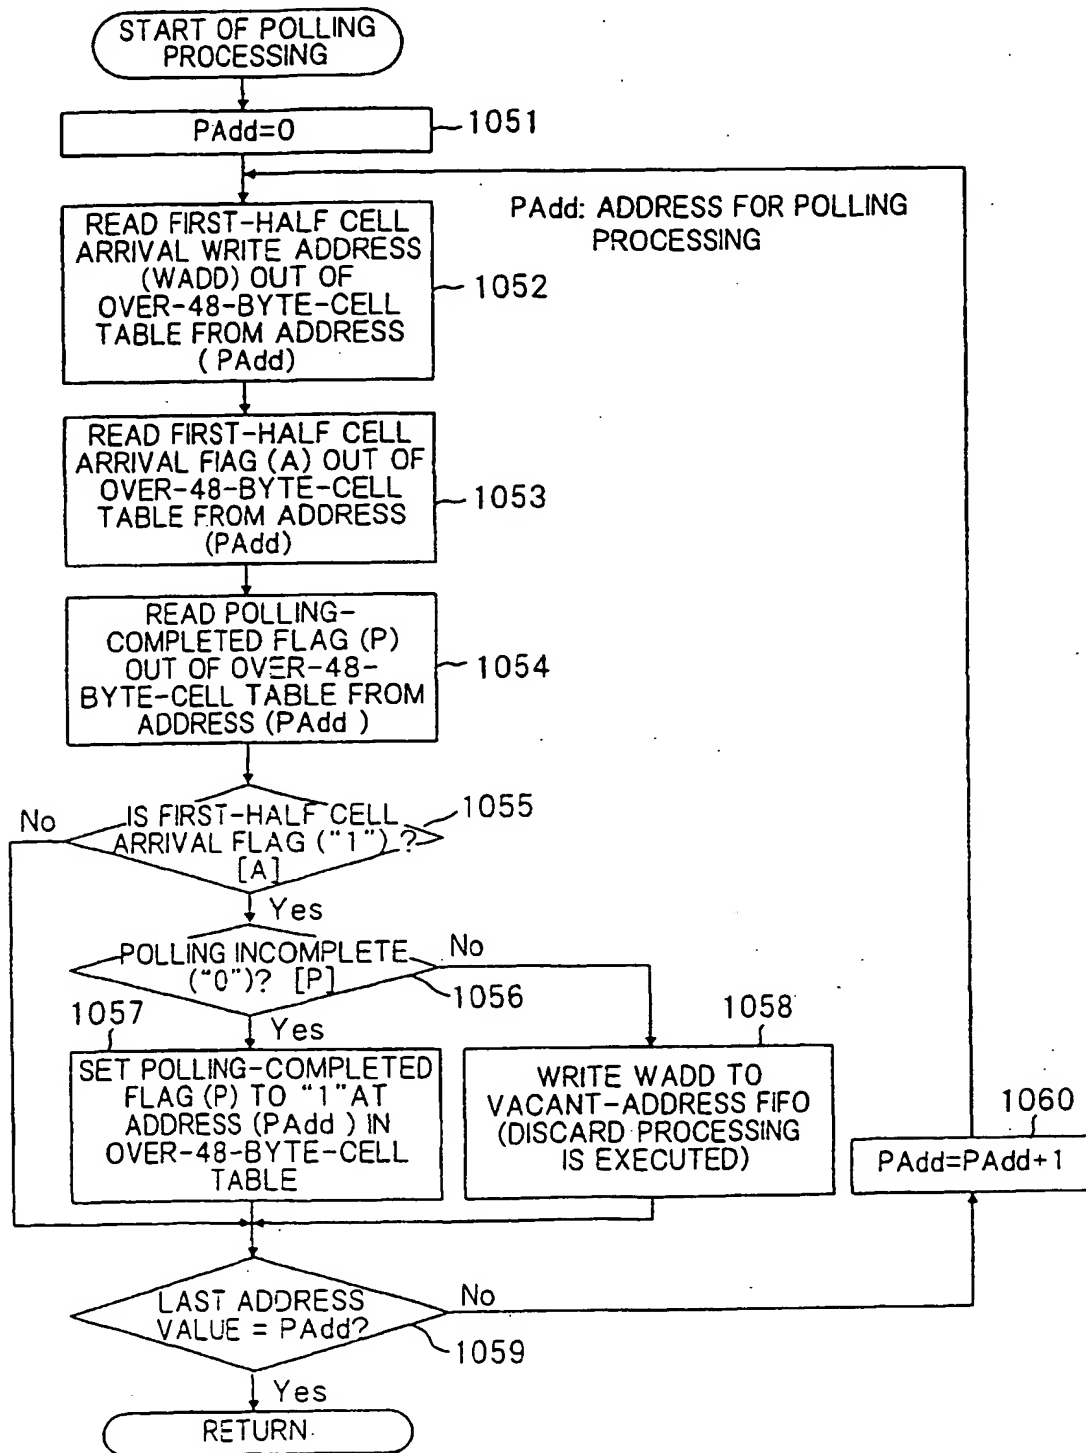 START OF POLLING
PROCESSING
PAdd=0
1051
PAdd: ADDRESS FOR POLLING
PROCESSING
READ FIRST-HALF CELL
ARRIVAL WRITE ADDRESS
(WADD) OUT OF
OVER-48-BYTE-CELL
TABLE FROM ADDRESS
(PAdd)
1052
READ FIRST-HALF CELL
ARRIVAL FIAG (A) OUT OF
OVER-48-BYTE-CELL
TABLE FROM ADDRESS
(PAdd)
1053
READ POLLING-
COMPLETED FLAG (P)
OUT OF OVER-48-
BYTE-CELL TABLE FROM
ADDRESS (PAdd )
1054
No
IS FIRST-HALF CELL
ARRIVAL FLAG ("1") ?
[A]
1055
Yes
POLLING INCOMPLETE
("0")? [P]
No
1056
1057
Yes
1058
SET POLLING-COMPLETED
FLAG (P) TO "1" AT
ADDRESS (PAdd ) IN
OVER-48-BYTE-CELL
TABLE
WRITE WADD TO
VACANT-ADDRESS FIFO
(DISCARD PROCESSING
IS EXECUTED)
1060
PAdd=PAdd+1
LAST ADDRESS
VALUE = PAdd?
No
1059
Yes
RETURN